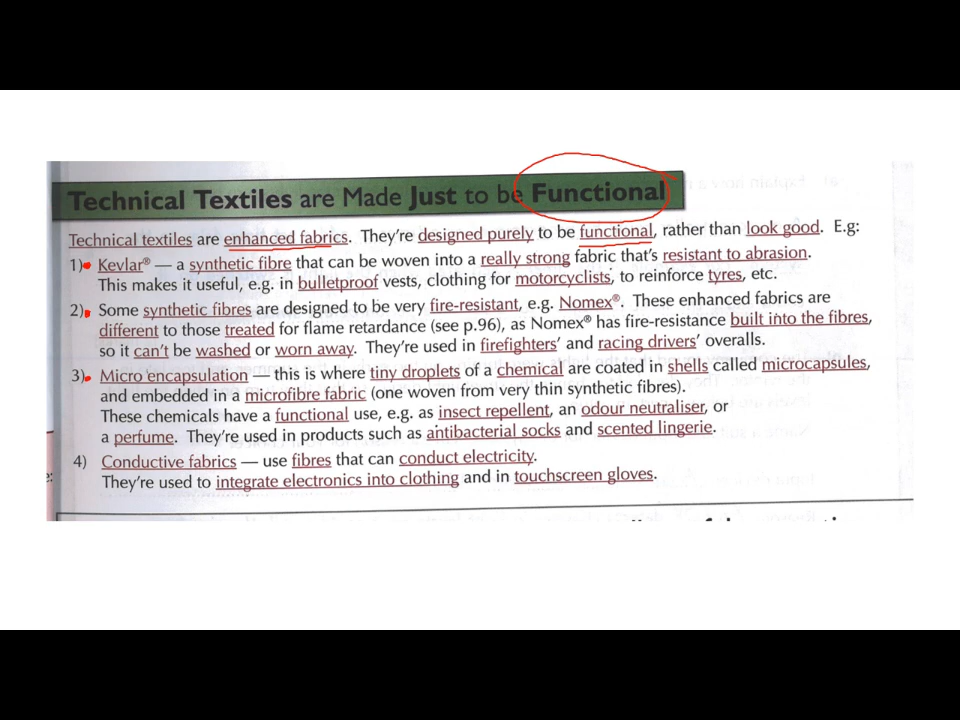 Technical Textiles are Made Just to be Functional
Technical textiles are enhanced fabrics. They're designed purely to be functional, rather than look good. E.g:
1) Kevlar® — a synthetic fibre that can be woven into a really strong fabric that's resistant to abrasion.
This makes it useful, e.g. in bulletproof vests, clothing for motorcyclists, to reinforce tyres, etc.
2) Some synthetic fibres are designed to be very fire-resistant, e.g. Nomex®. These enhanced fabrics are
different to those treated for flame retardance (see p.96), as Nomex® has fire-resistance built into the fibres,
so it can't be washed or worn away. They're used in firefighters' and racing drivers' overalls.
3) Micro encapsulation — this is where tiny droplets of a chemical are coated in shells called microcapsules,
and embedded in a microfibre fabric (one woven from very thin synthetic fibres).
These chemicals have a functional use, e.g. as insect repellent, an odour neutraliser, or
a perfume. They're used in products such as antibacterial socks and scented lingerie.
4) Conductive fabrics — use fibres that can conduct electricity.
They're used to integrate electronics into clothing and in touchscreen gloves.